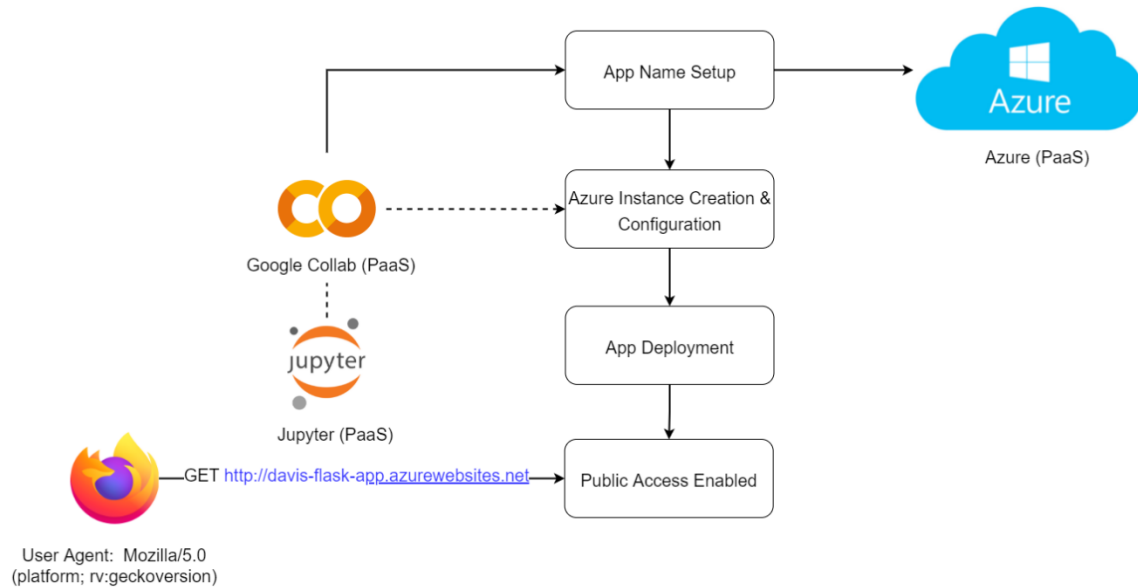 App Name Setup
Azure
Azure (PaaS)
Azure Instance Creation &
Configuration
Google Collab (PaaS)
App Deployment
jupyter
Jupyter (PaaS)
GET http://davis-flask-app.azurewebsites.net
Public Access Enabled
User Agent: Mozilla/5.0
(platform; rv:geckoversion)